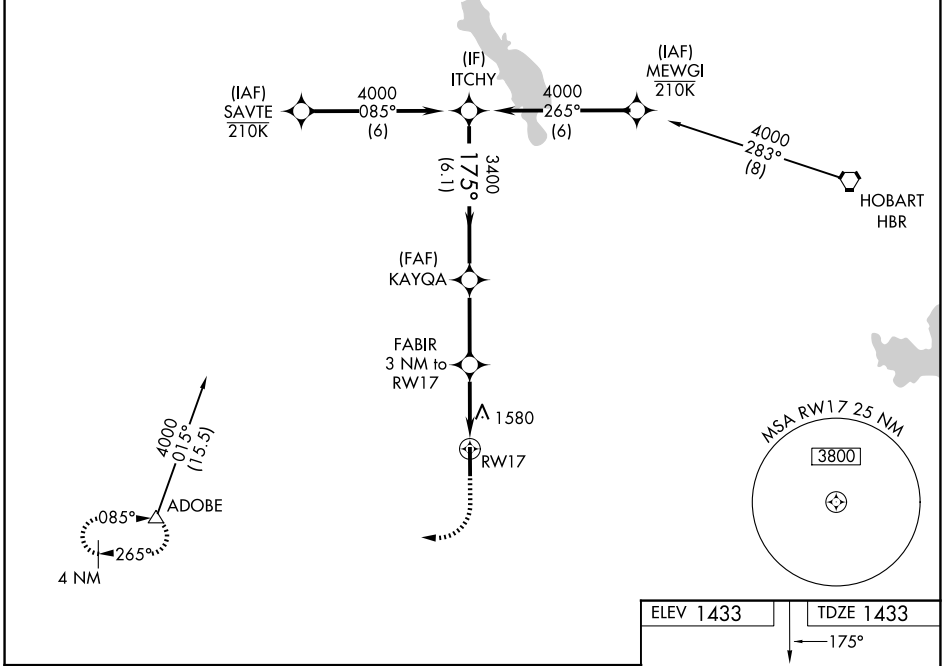 (IF)
ITCHY
(IAF)
MEWGI
210K
(IAF)
SAVTE
210K
4000
085°
(6)
4000
265°
(6)
4000
283°
(8)
HOBART
HBR
3400
175°
(6.1)
(FAF)
KAYQA
FABIR
3 NM to
RW17
1580
RW17
4000
015°
(15.5)
ADOBE
085°
265°
4 NM
MSA RW17 25 NM
3800
ELEV 1433
TDZE 1433
175°